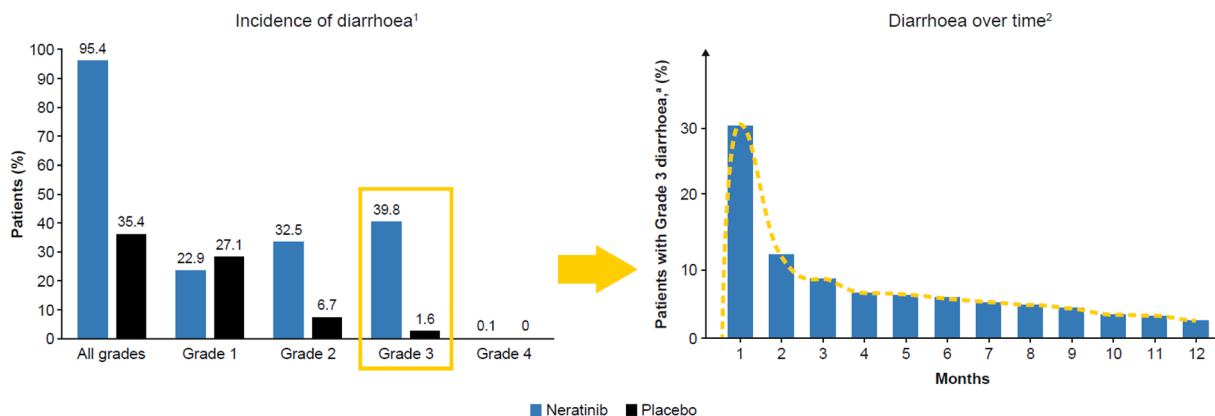 Incidence of diarrhoea¹
Patients (%)
100
90
80
70
60
50
40
30
20
10
0
95.4
35.4
22.9
27.1
32.5
6.7
39.8
1.6
0.1
0
All grades
Grade 1
Grade 2
Grade 3
Grade 4
Diarrhoea over time²
Patients with Grade 3 diarrhoea,ᵃ (%)
30
20
10
0
1 2 3 4 5 6 7 8 9 10 11 12
Months
Neratinib
Placebo